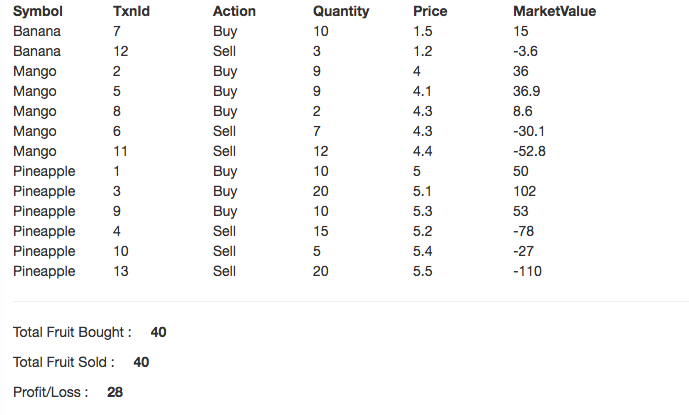 Symbol TxnId Action Quantity Price MarketValue
Banana 7 Buy 10 1.5 15
Banana 12 Sell 3 1.2 -3.6
Mango 2 Buy 9 4 36
Mango 5 Buy 9 4.1 36.9
Mango 8 Buy 2 4.3 8.6
Mango 6 Sell 7 4.3 -30.1
Mango 11 Sell 12 4.4 -52.8
Pineapple 1 Buy 10 5 50
Pineapple 3 Buy 20 5.1 102
Pineapple 9 Buy 10 5.3 53
Pineapple 4 Sell 15 5.2 -78
Pineapple 10 Sell 5 5.4 -27
Pineapple 13 Sell 20 5.5 -110
Total Fruit Bought : 40
Total Fruit Sold : 40
Profit/Loss : 28